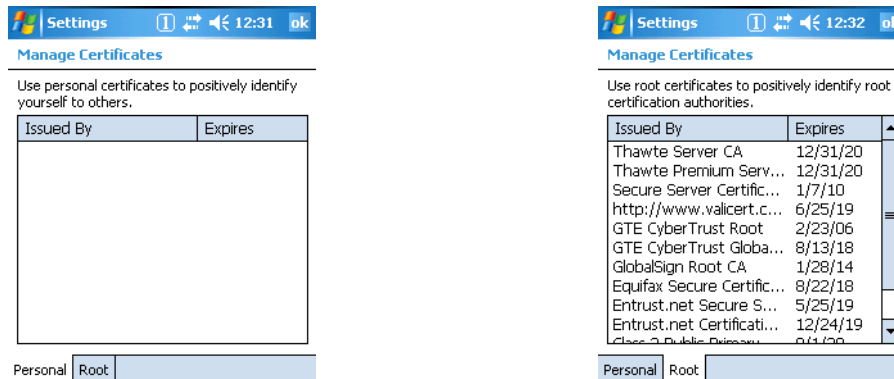 Settings 1 12:31 ok
Manage Certificates
Use personal certificates to positively identify
yourself to others.
Issued By Expires
Personal Root
Settings 1 12:32 ok
Manage Certificates
Use root certificates to positively identify root
certification authorities.
Issued By Expires
Thawte Server CA 12/31/20
Thawte Premium Serv... 12/31/20
Secure Server Certific... 1/7/10
http://www.valicert.c... 6/25/19
GTE CyberTrust Root 2/23/06
GTE CyberTrust Globa... 8/13/18
GlobalSign Root CA 1/28/14
Equifax Secure Certific... 8/22/18
Entrust.net Secure S... 5/25/19
Entrust.net Certificati... 12/24/19
Public Primary
Personal Root